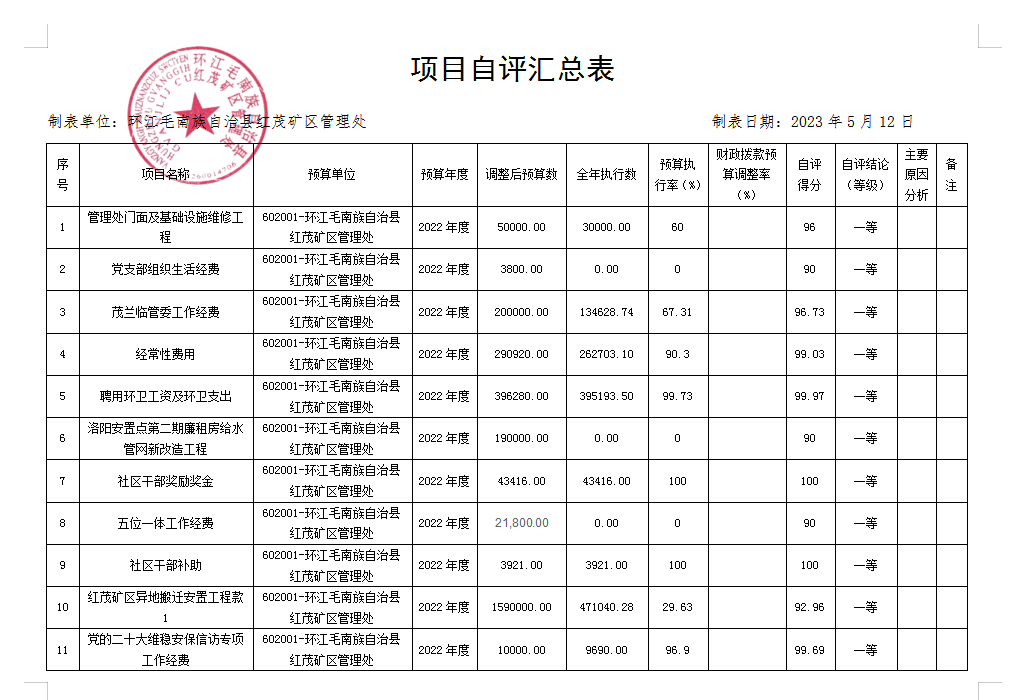 项目自评汇总表
制表单位：环江毛南族自治县红茂矿区管理处 制表日期：2023年5月12日
序号 项目名称 预算单位 预算年度 调整后预算数 全年执行数 预算执行率（%） 财政拨款预算调整率（%） 自评得分 自评结论（等级） 主要原因分析 备注
1 管理处门面及基础设施维修工程 602001-环江毛南族自治县红茂矿区管理处 2022年度 50000.00 30000.00 60 96 一等
2 党支部组织生活经费 602001-环江毛南族自治县红茂矿区管理处 2022年度 3800.00 0.00 0 90 一等
3 茂兰临管委工作经费 602001-环江毛南族自治县红茂矿区管理处 2022年度 200000.00 134628.74 67.31 96.73 一等
4 经常性费用 602001-环江毛南族自治县红茂矿区管理处 2022年度 290920.00 262703.10 90.3 99.03 一等
5 聘用环卫工资及环卫支出 602001-环江毛南族自治县红茂矿区管理处 2022年度 396280.00 395193.50 99.73 99.97 一等
6 洛阳安置点第二期廉租房给水管网新改造工程 602001-环江毛南族自治县红茂矿区管理处 2022年度 190000.00 0.00 0 90 一等
7 社区干部奖励奖金 602001-环江毛南族自治县红茂矿区管理处 2022年度 43416.00 43416.00 100 100 一等
8 五位一体工作经费 602001-环江毛南族自治县红茂矿区管理处 2022年度 21,800.00 0.00 0 90 一等
9 社区干部补助 602001-环江毛南族自治县红茂矿区管理处 2022年度 3921.00 3921.00 100 100 一等
10 红茂矿区异地搬迁安置工程款1 602001-环江毛南族自治县红茂矿区管理处 2022年度 1590000.00 471040.28 29.63 92.96 一等
11 党的二十大维稳安保信访专项工作经费 602001-环江毛南族自治县红茂矿区管理处 2022年度 10000.00 9690.00 96.9 99.69 一等
环江毛南族自治县
红茂矿区管理处